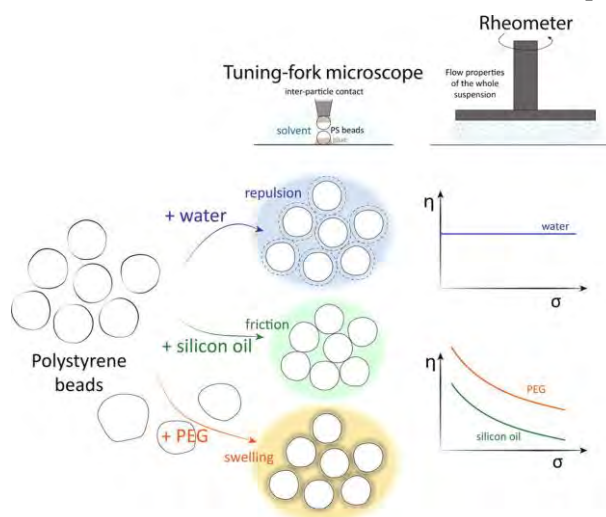 Rheometer
Tuning-fork microscope
inter-particle contact
Flow properties
of the whole
suspension
solvent
PS beads
repulsion
+ water
η
water
σ
Polystyrene
beads
friction
+ silicon oil
η
PEG
silicon oil
σ
+ PEG
swelling